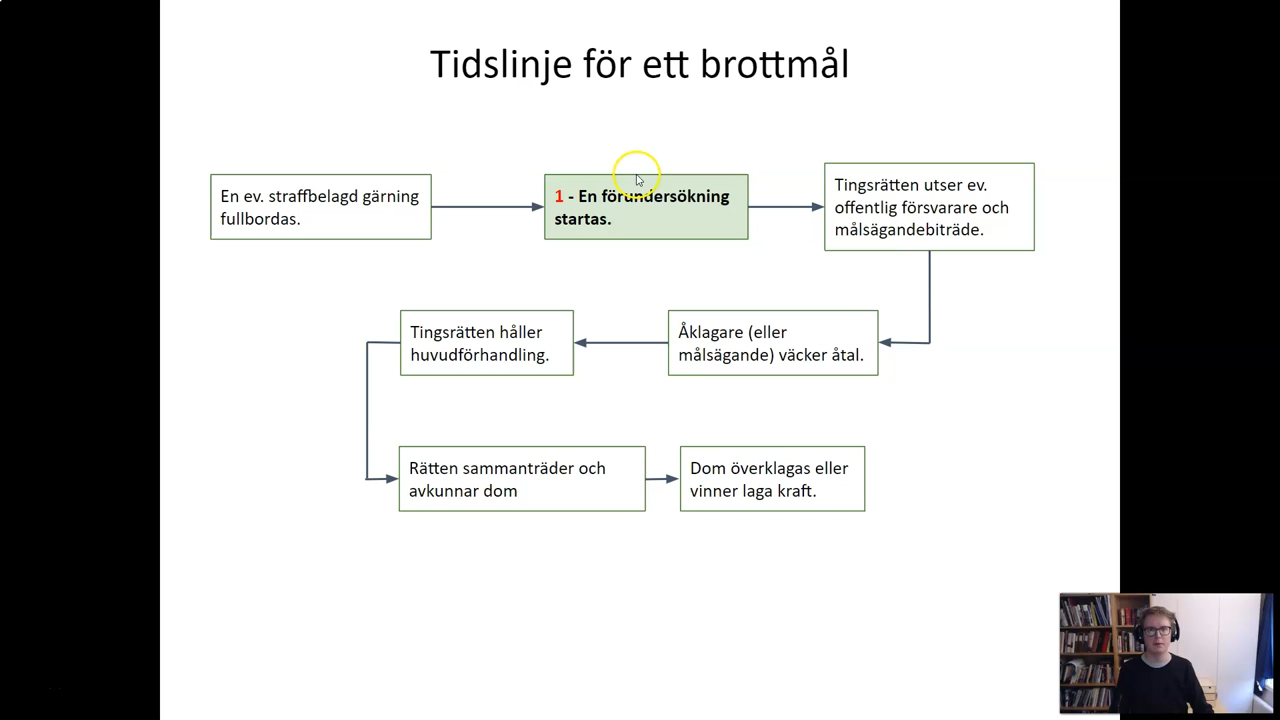 Tidslinje för ett brottmål
En ev. straffbelagd gärning
fullbordas.
1 - En förundersökning
startas.
Tingsrätten utser ev.
offentlig försvarare och
målsägandebiträde.
Åklagare (eller
målsägande) väcker åtal.
Tingsrätten håller
huvudförhandling.
Rätten sammanträder och
avkunnar dom
Dom överklagas eller
vinner laga kraft.